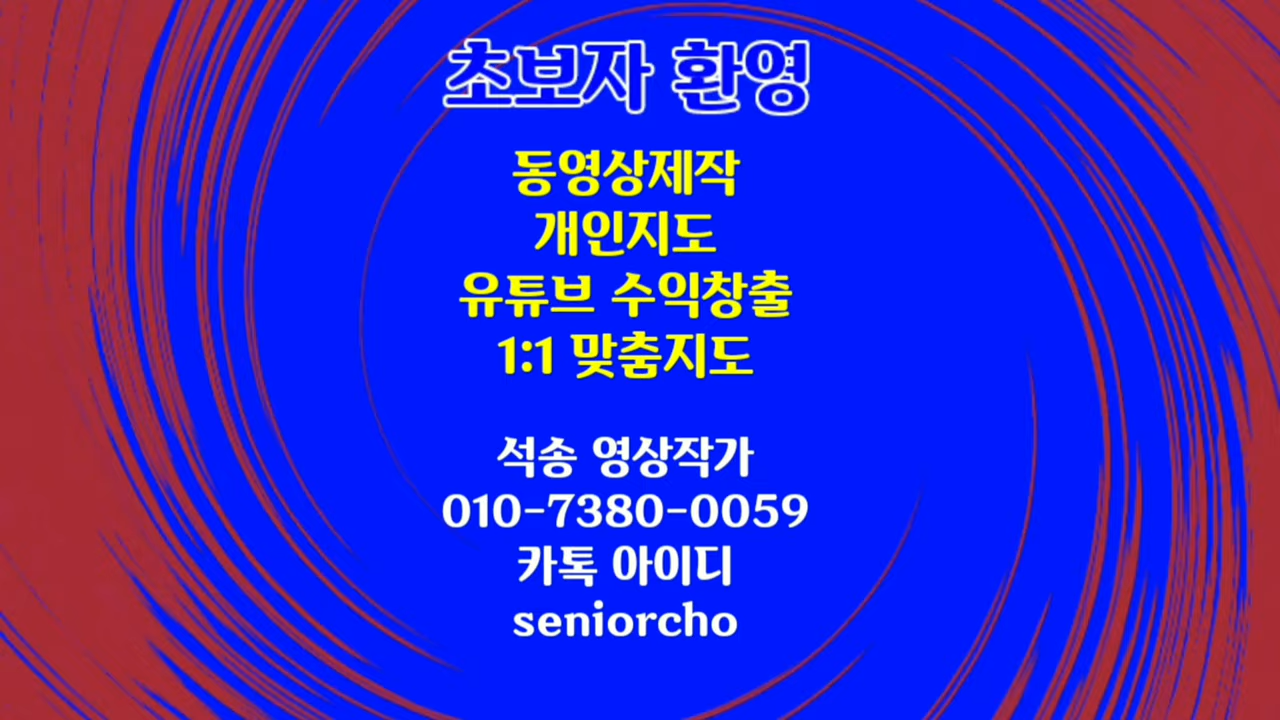 초보자 환영
동영상제작
개인지도
유튜브 수익창출
1:1 맞춤지도
석송 영상작가
010-7380-0059
카톡 아이디
seniorcho